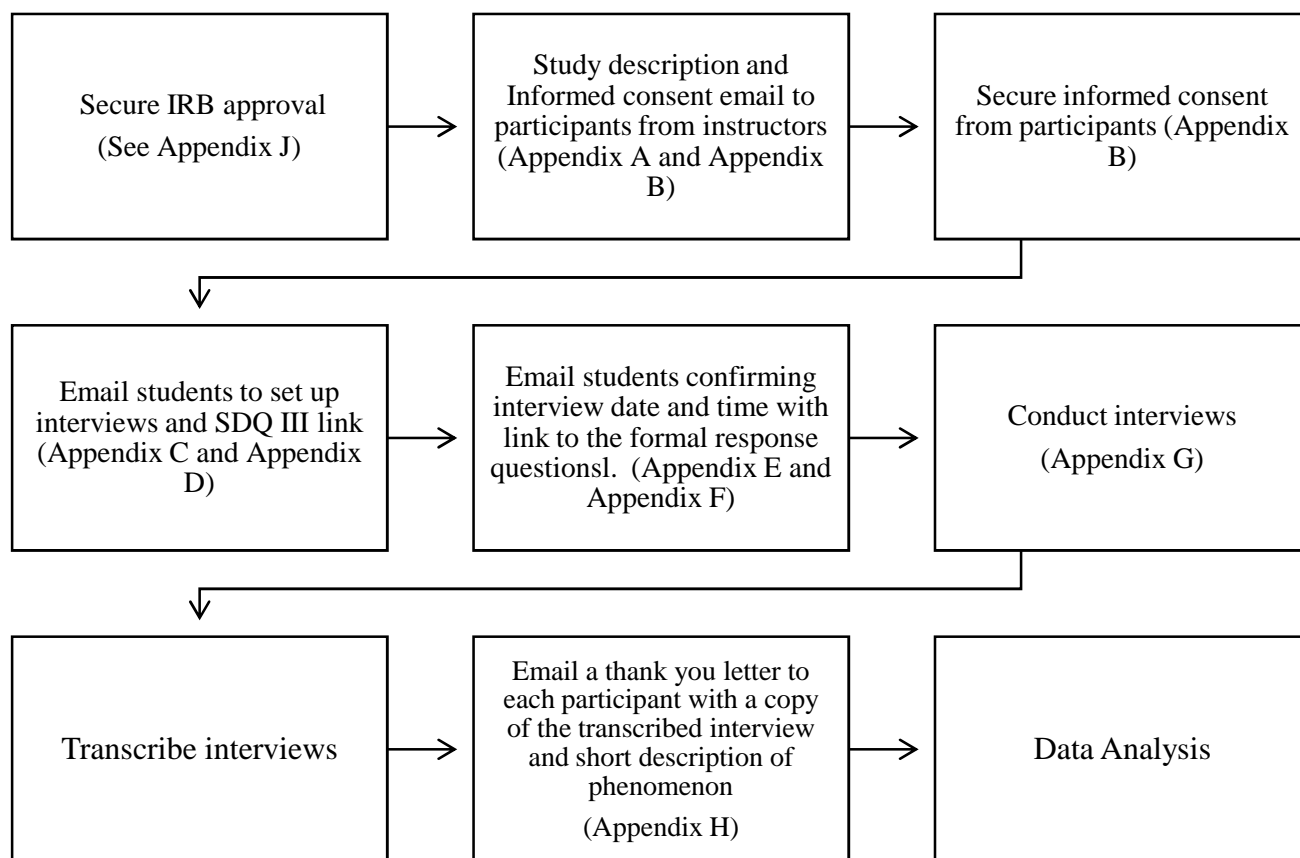 Secure IRB approval
(See Appendix J)
Study description and
Informed consent email to
participants from instructors
(Appendix A and Appendix
B)
Secure informed consent
from participants (Appendix
B)
Email students to set up
interviews and SDQ III link
(Appendix C and Appendix
D)
Email students confirming
interview date and time with
link to the formal response
questionsl.  (Appendix E and
Appendix F)
Conduct interviews
(Appendix G)
Transcribe interviews
Email a thank you letter to
each participant with a copy
of the transcribed interview
and short description of
phenomenon
(Appendix H)
Data Analysis